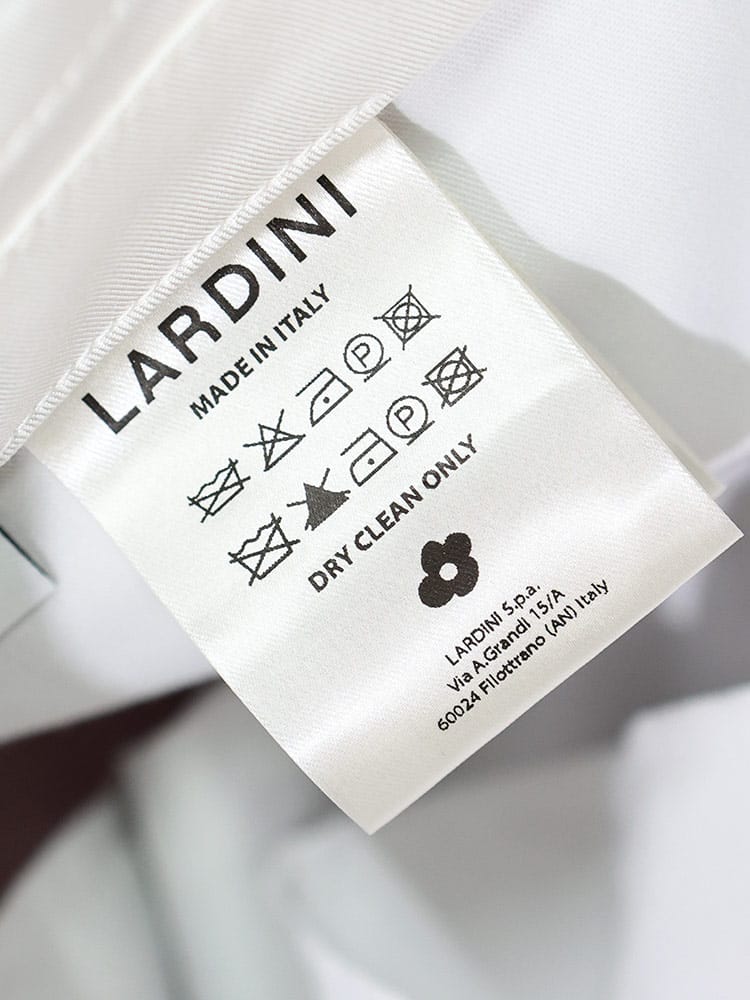 LARDINI
MADE IN ITALY
P
P
DRY CLEAN ONLY
LARDINI S.p.a.
Via A.Grandi 15/A
60024 Filottrano (AN) Italy